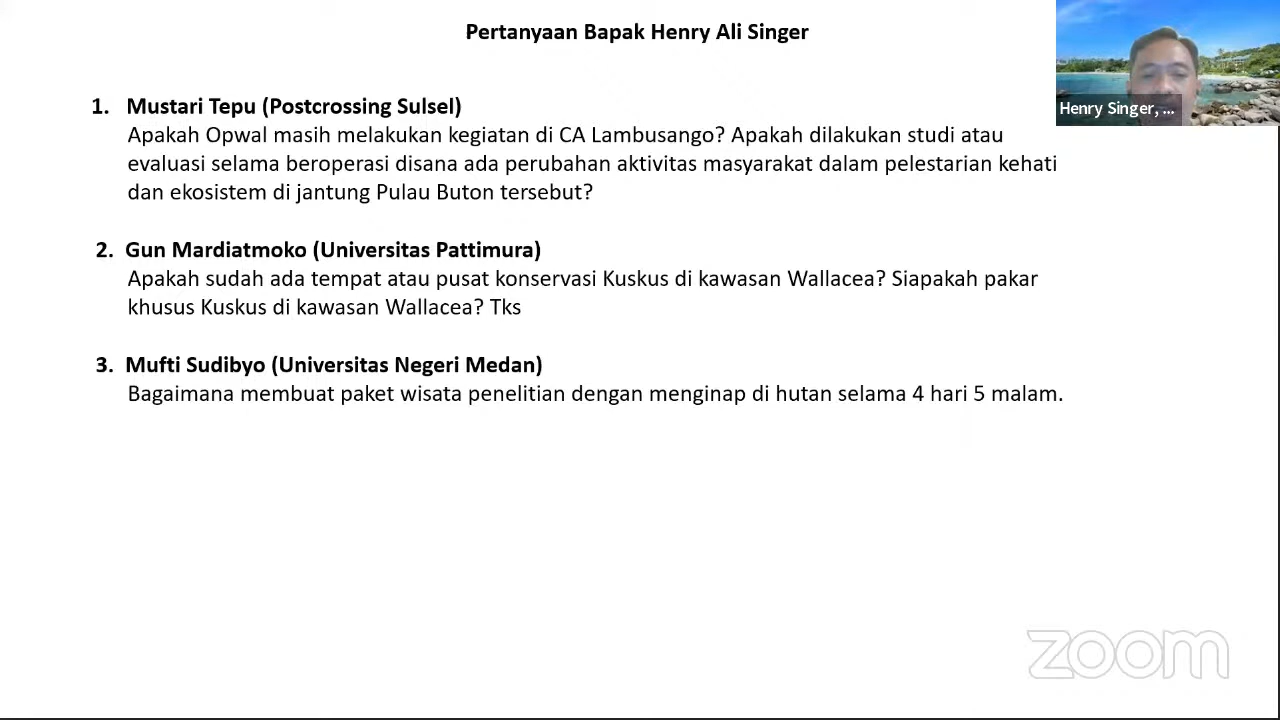 Pertanyaan Bapak Henry Ali Singer
Henry Singer, ...
1. Mustari Tepu (Postcrossing Sulsel)
Apakah Opwal masih melakukan kegiatan di CA Lambusango? Apakah dilakukan studi atau
evaluasi selama beroperasi disana ada perubahan aktivitas masyarakat dalam pelestarian kehati
dan ekosistem di jantung Pulau Buton tersebut?
2. Gun Mardiatmoko (Universitas Pattimura)
Apakah sudah ada tempat atau pusat konservasi Kuskus di kawasan Wallacea? Siapakah pakar
khusus Kuskus di kawasan Wallacea? Tks
3. Mufti Sudibyo (Universitas Negeri Medan)
Bagaimana membuat paket wisata penelitian dengan menginap di hutan selama 4 hari 5 malam.
zoom